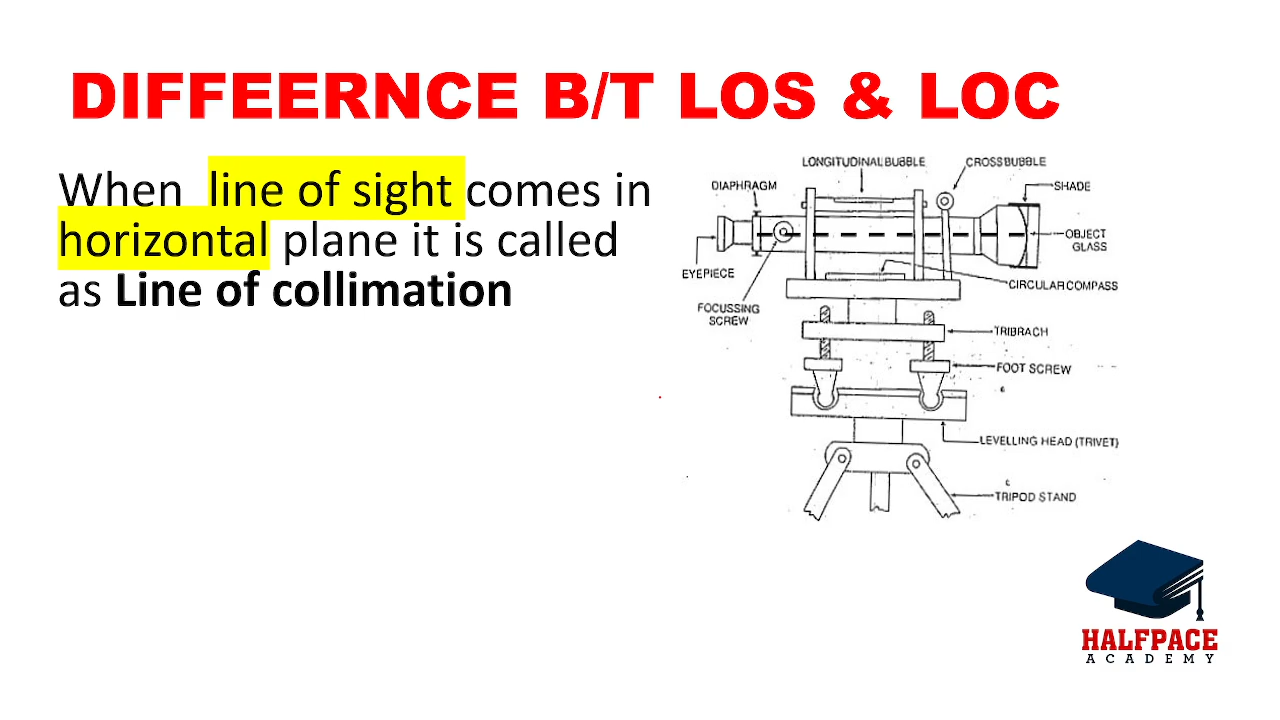 DIFFEERNCE B/T LOS & LOC
When line of sight comes in
horizontal plane it is called
as Line of collimation
LONGITUDINAL BUBBLE
CROSS BUBBLE
DIAPHRAGM
SHADE
OBJECT
GLASS
EYEPIECE
CIRCULAR COMPASS
FOCUSSING
SCREW
TRIBRACH
FOOT SCREW
LEVELLING HEAD (TRIVET)
TRIPOD STAND
HALFPACE
ACADEMY